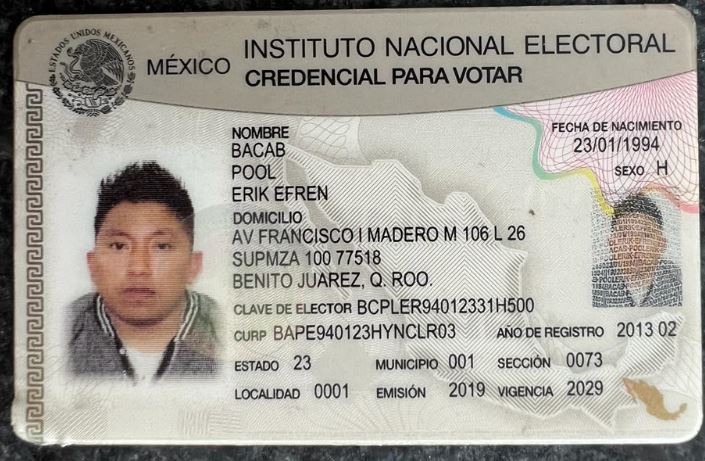 ESTADOS UNIDOS MEXICANOS
MÉXICO
INSTITUTO NACIONAL ELECTORAL
CREDENCIAL PARA VOTAR
NOMBRE
BACAB
POOL
ERIK EFREN
FECHA DE NACIMIENTO
23/01/1994
SEXO H
DOMICILIO
AV FRANCISCO I MADERO M 106 L 26
SUPMZA 100 77518
BENITO JUAREZ, Q. ROO.
CLAVE DE ELECTOR BCPLER94012331H500
CURP BAPE940123HYNCLR03 AÑO DE REGISTRO 2013 02
ESTADO 23 MUNICIPIO 001 SECCIÓN 0073
LOCALIDAD 0001 EMISIÓN 2019 VIGENCIA 2029